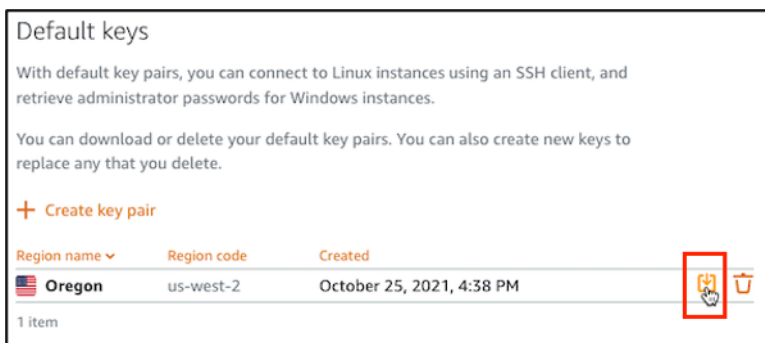 Default keys
With default key pairs, you can connect to Linux instances using an SSH client, and
retrieve administrator passwords for Windows instances.
You can download or delete your default key pairs. You can also create new keys to
replace any that you delete.
+ Create key pair
Region name Region code Created
Oregon us-west-2 October 25, 2021, 4:38 PM
1 item